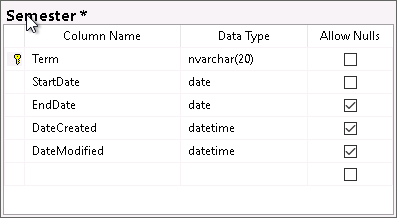 Semester *
Column Name Data Type Allow Nulls
Term nvarchar(20)
StartDate date
EndDate date
DateCreated datetime
DateModified datetime